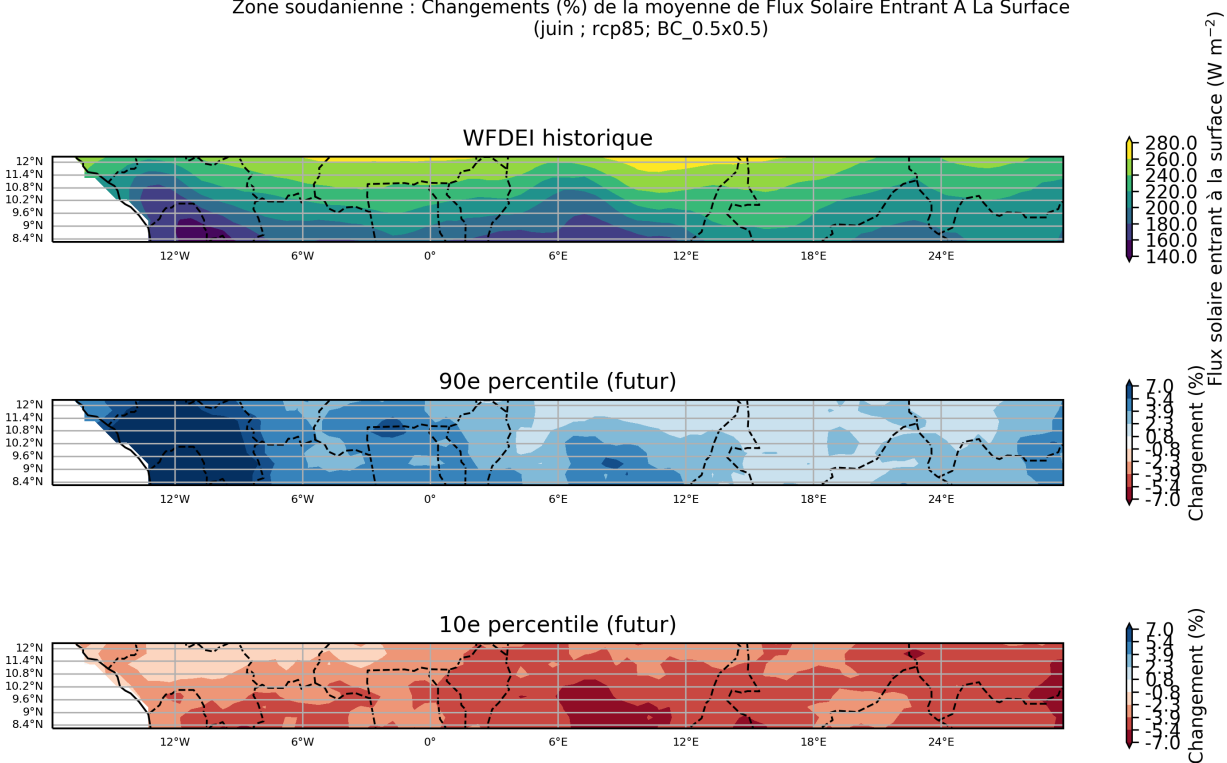 Zone soudanienne : Changements (%) de la moyenne de Flux Solaire Entrant A La Surface
(juin ; rcp85; BC_0.5x0.5)
WFDEI historique
12°N
11.4°N
10.8°N
10.2°N
9.6°N
9°N
8.4°N
12°W 6°W 0° 6°E 12°E 18°E 24°E
280.0
260.0
240.0
220.0
200.0
180.0
160.0
140.0
Flux solaire entrant à la surface (W m⁻²)
90e percentile (futur)
12°N
11.4°N
10.8°N
10.2°N
9.6°N
9°N
8.4°N
12°W 6°W 0° 6°E 12°E 18°E 24°E
7.0
5.4
3.9
2.3
0.8
-0.8
-2.3
-3.9
-5.4
-7.0
Changement (%)
10e percentile (futur)
12°N
11.4°N
10.8°N
10.2°N
9.6°N
9°N
8.4°N
12°W 6°W 0° 6°E 12°E 18°E 24°E
7.0
5.4
3.9
2.3
0.8
-0.8
-2.3
-3.9
-5.4
-7.0
Changement (%)